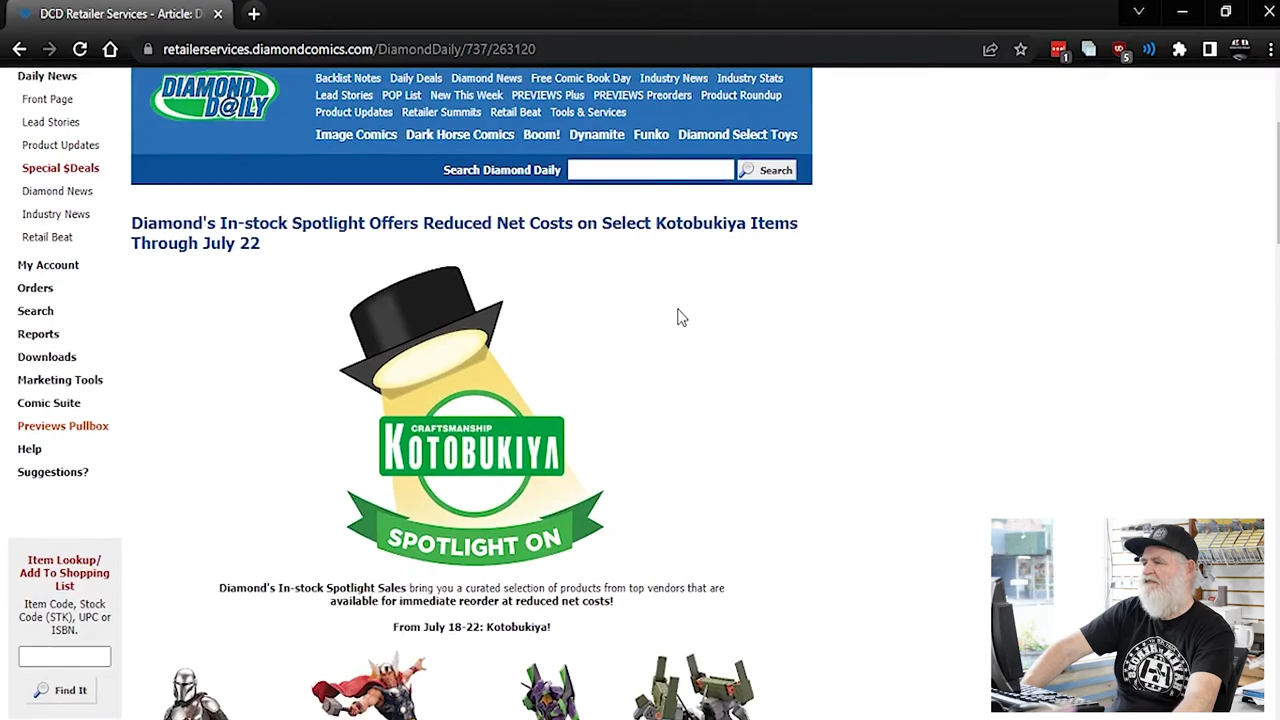 DCD Retailer Services - Article: D
retailerservices.diamondcomics.com/DiamondDaily/737/263120
1
5
Daily News
Front Page
Lead Stories
Product Updates
Special $Deals
Diamond News
Industry News
Retail Beat
My Account
Orders
Search
Reports
Downloads
Marketing Tools
Comic Suite
Previews Pullbox
Help
Suggestions?
Item Lookup/
Add To Shopping
List
Item Code, Stock
Code (STK), UPC or
ISBN.
Find It
DIAMOND
D@ILY
Backlist Notes Daily Deals Diamond News Free Comic Book Day Industry News Industry Stats
Lead Stories POP List New This Week PREVIEWS Plus PREVIEWS Preorders Product Roundup
Product Updates Retailer Summits Retail Beat Tools & Services
Image Comics Dark Horse Comics Boom! Dynamite Funko Diamond Select Toys
Search Diamond Daily Search
Diamond's In-stock Spotlight Offers Reduced Net Costs on Select Kotobukiya Items
Through July 22
CRAFTSMANSHIP
KOTOBUKIYA
SPOTLIGHT ON
Diamond's In-stock Spotlight Sales bring you a curated selection of products from top vendors that are
available for immediate reorder at reduced net costs!
From July 18-22: Kotobukiya!